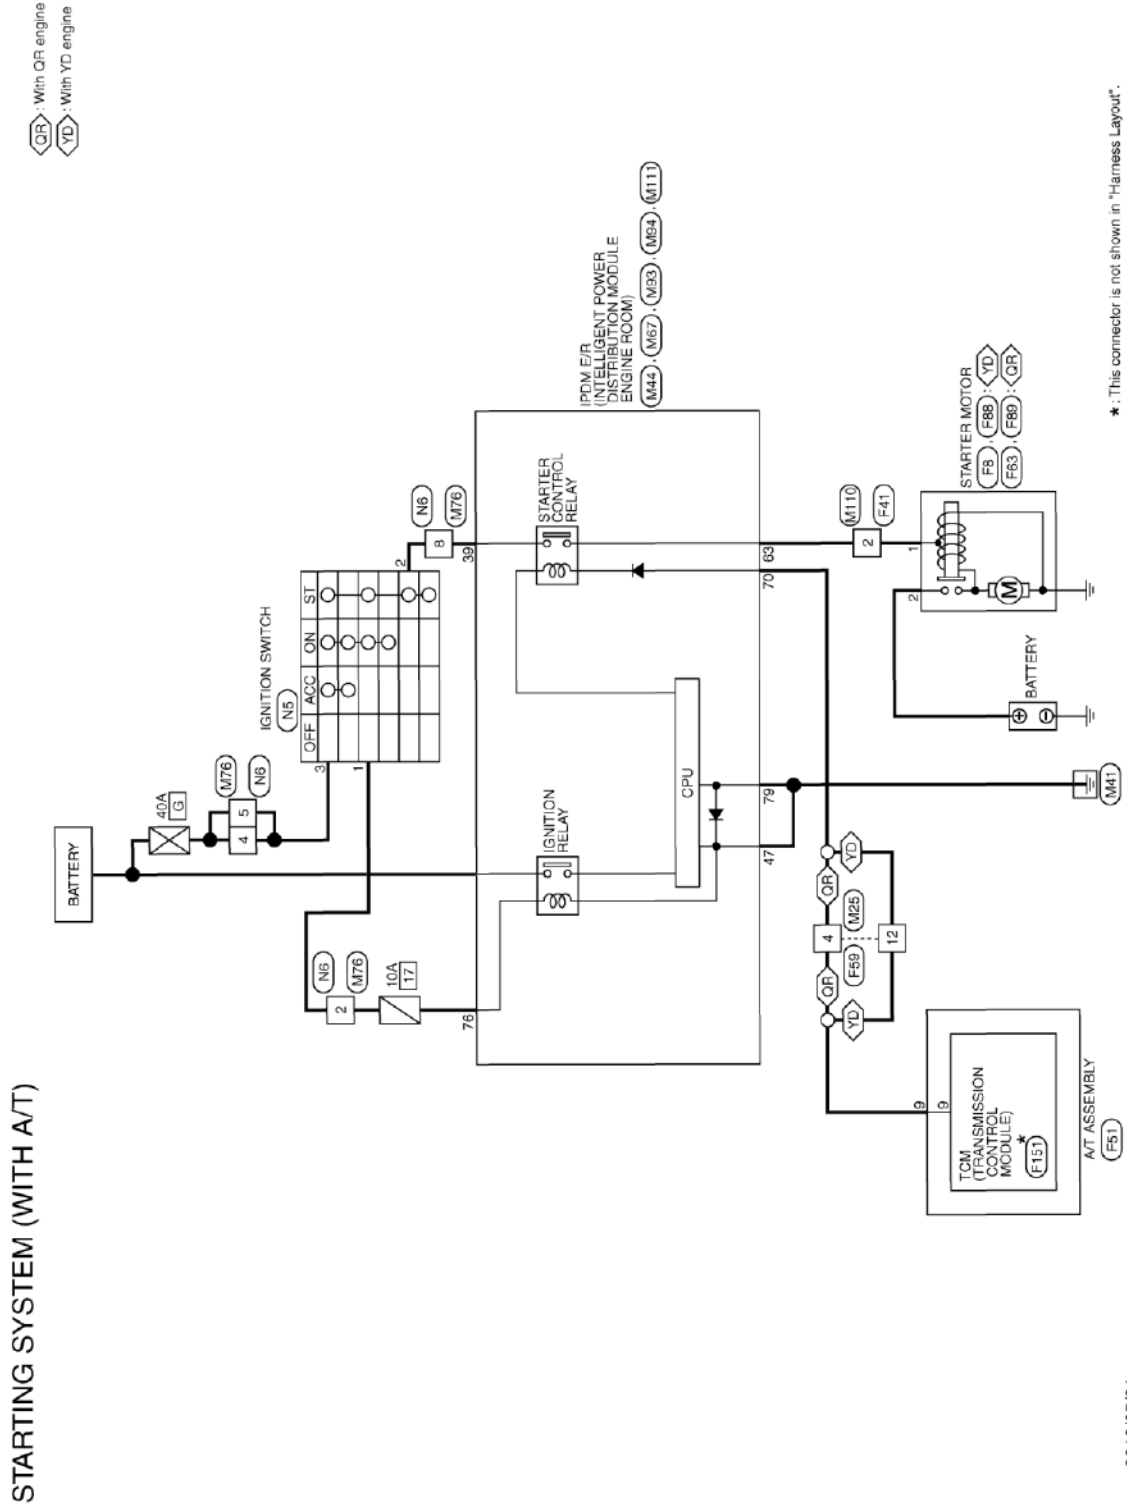 STARTING SYSTEM (WITH A/T)
QR : With QR engine
YD : With YD engine
BATTERY
40A
G
M76
N6
5
4
IGNITION SWITCH
N5
OFF
ACC
ON
ST
3
1
2
N6
M76
2
10A
17
76
N6
M76
8
39
IPDM E/R
(INTELLIGENT POWER
DISTRIBUTION MODULE
ENGINE ROOM)
M44 , M67 , M93 , M94 , M111
IGNITION
RELAY
STARTER
CONTROL
RELAY
CPU
47
79
70
63
M110
F41
2
1
2
STARTER MOTOR
F8 , F88 : YD
F63 , F89 : QR
M
BATTERY
M41
QR
YD
4
M25
F59
12
QR
YD
9
9
TCM
(TRANSMISSION
CONTROL
MODULE)
★
F151
A/T ASSEMBLY
F51
★ : This connector is not shown in "Harness Layout".